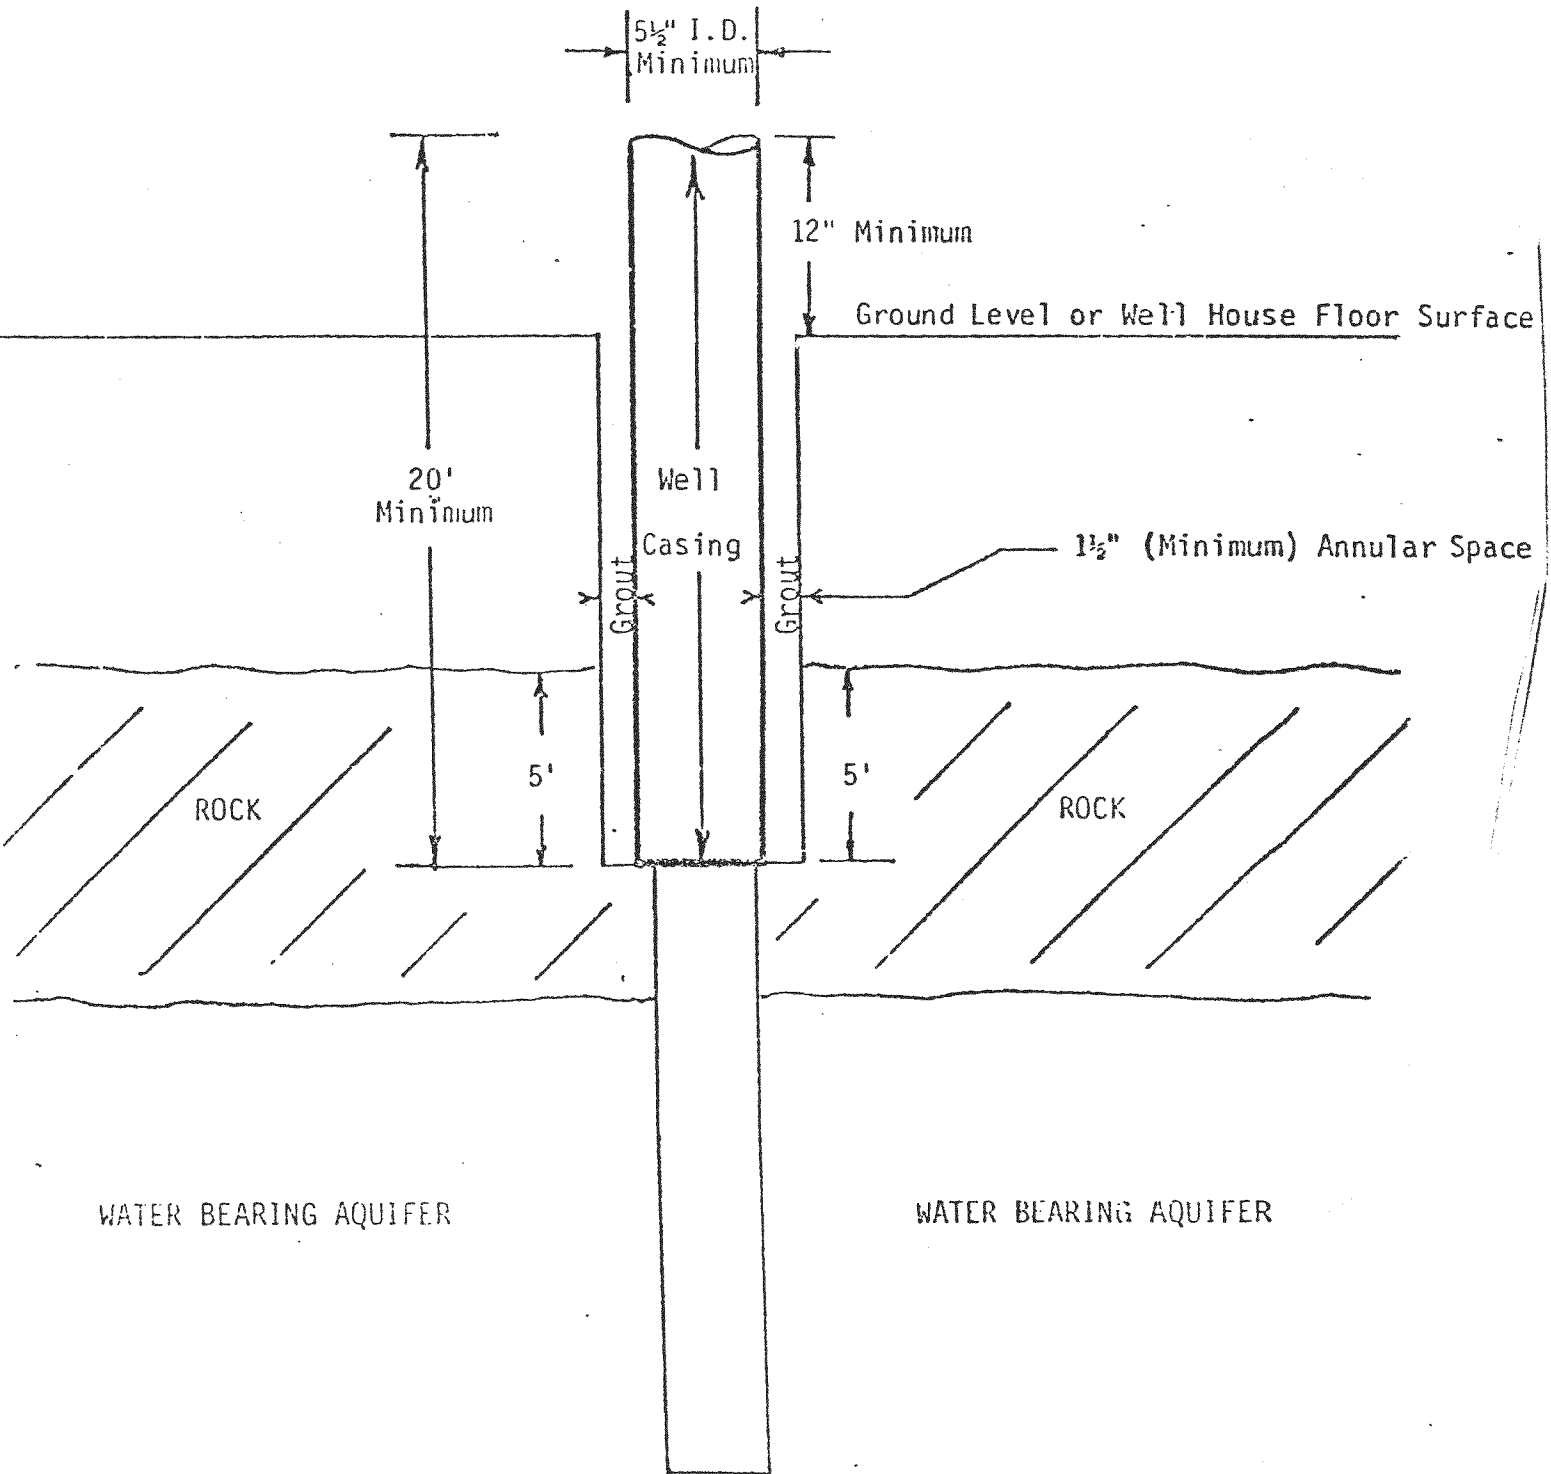 5½" I.D.
Minimum
12" Minimum
Ground Level or Well House Floor Surface
20'
Minimum
Well
Casing
1½" (Minimum) Annular Space
Grout
Grout
5'
5'
ROCK
ROCK
WATER BEARING AQUIFER
WATER BEARING AQUIFER